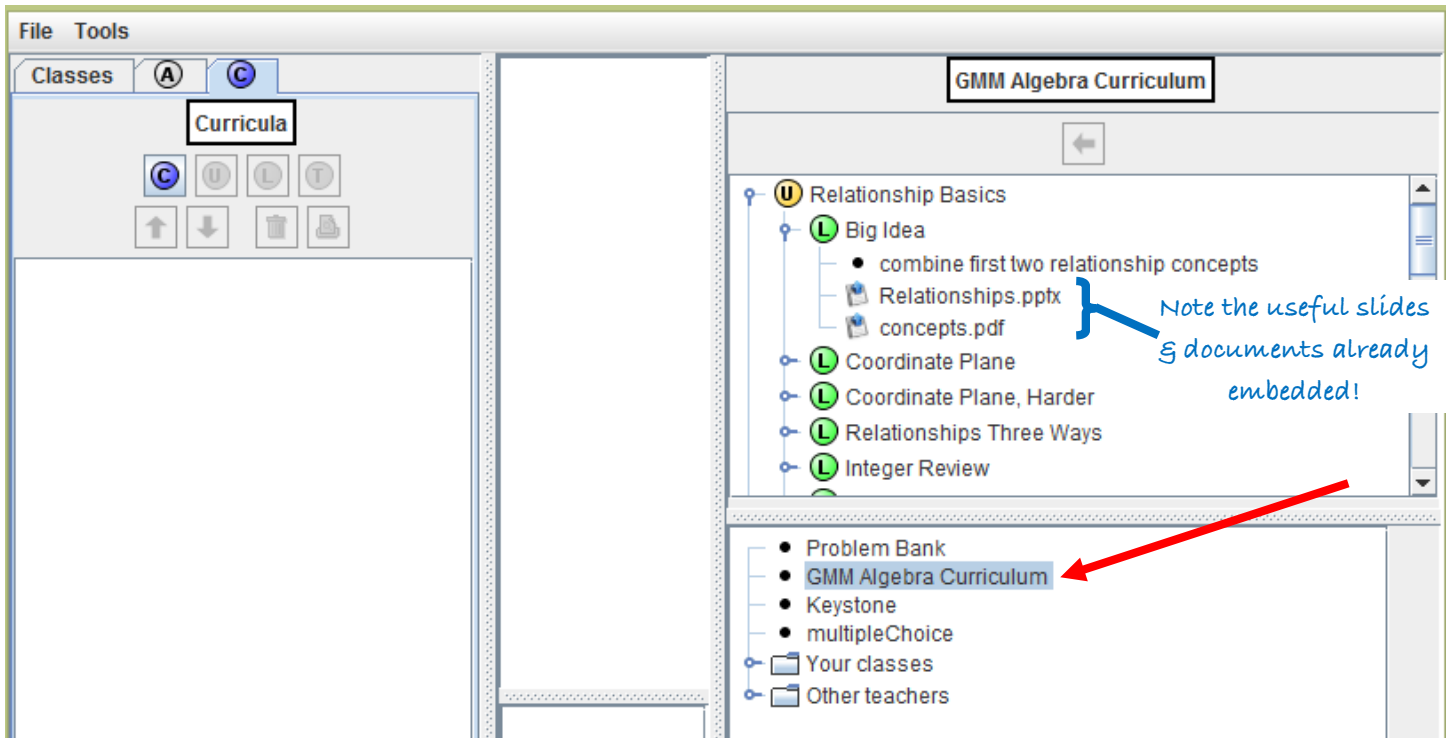 File Tools
Classes A C
Curricula
C U L T
GMM Algebra Curriculum
U Relationship Basics
L Big Idea
combine first two relationship concepts
Relationships.pptx
concepts.pdf
L Coordinate Plane
L Coordinate Plane, Harder
L Relationships Three Ways
L Integer Review
Note the useful slides
& documents already
embedded!
Problem Bank
GMM Algebra Curriculum
Keystone
multipleChoice
Your classes
Other teachers